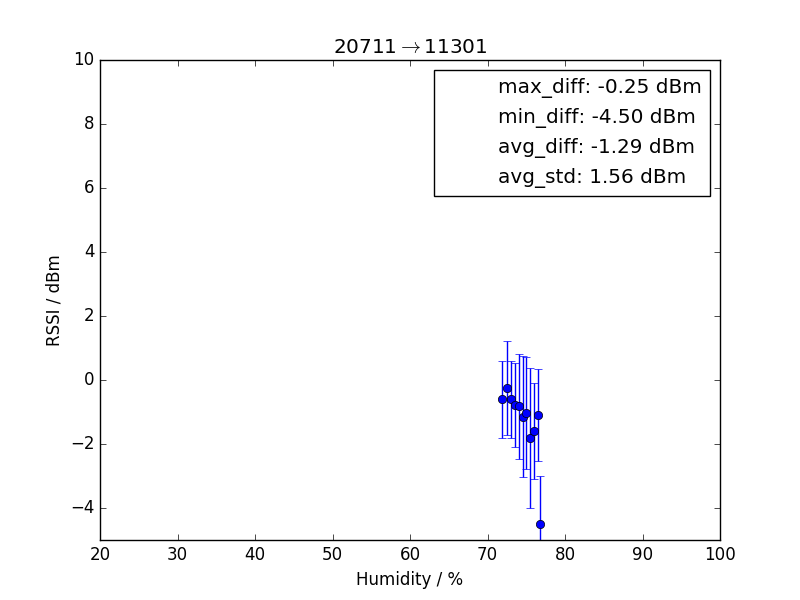 20711→11301
max_diff: -0.25 dBm
min_diff: -4.50 dBm
avg_diff: -1.29 dBm
avg_std: 1.56 dBm
RSSI / dBm
10
8
6
4
2
0
−2
−4
20 30 40 50 60 70 80 90 100
Humidity / %